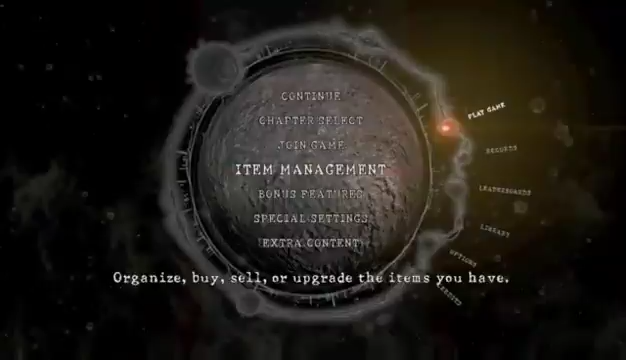 CONTINUE
CHAPTER SELECT
JOIN GAME
ITEM MANAGEMENT
BONUS FEATURES
SPECIAL SETTINGS
EXTRA CONTENT
Organize, buy, sell, or upgrade the items you have.
PLAY GAME
RECORDS
LEADERBOARDS
LIBRARY
OPTIONS
CREDITS